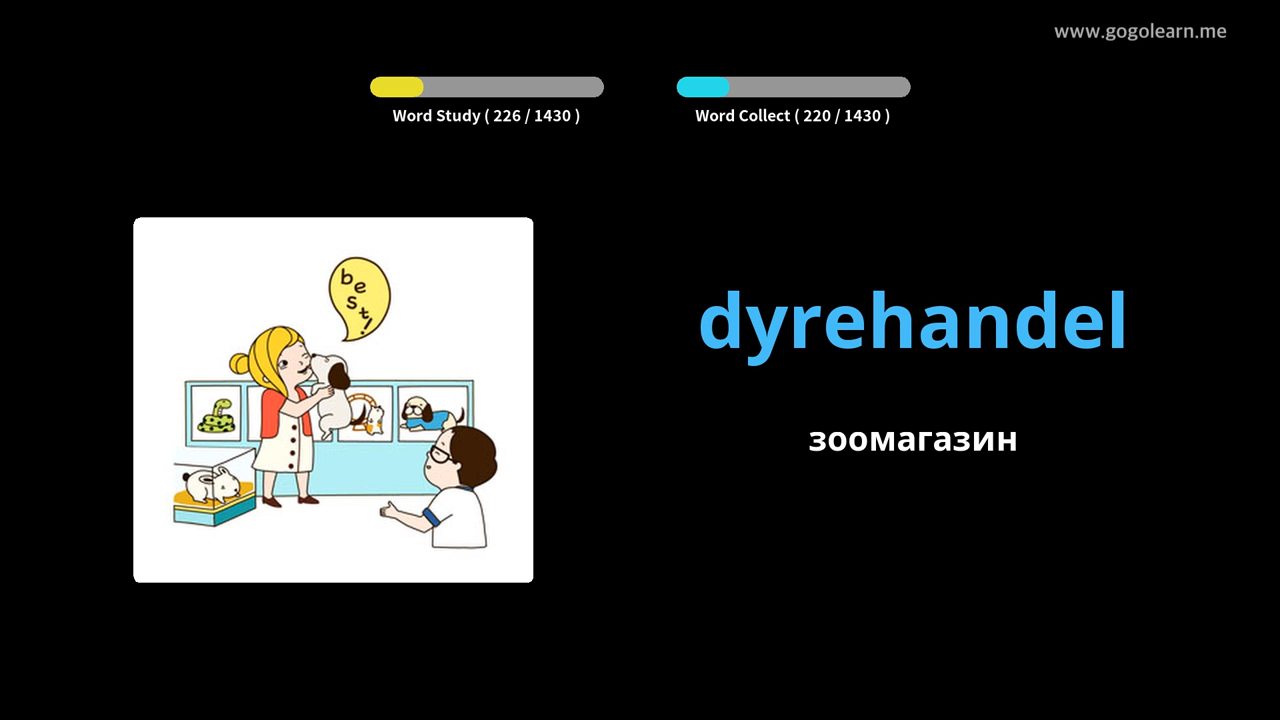 www.gogolearn.me
Word Study ( 226 / 1430 )
Word Collect ( 220 / 1430 )
best!
dyrehandel
зоомагазин